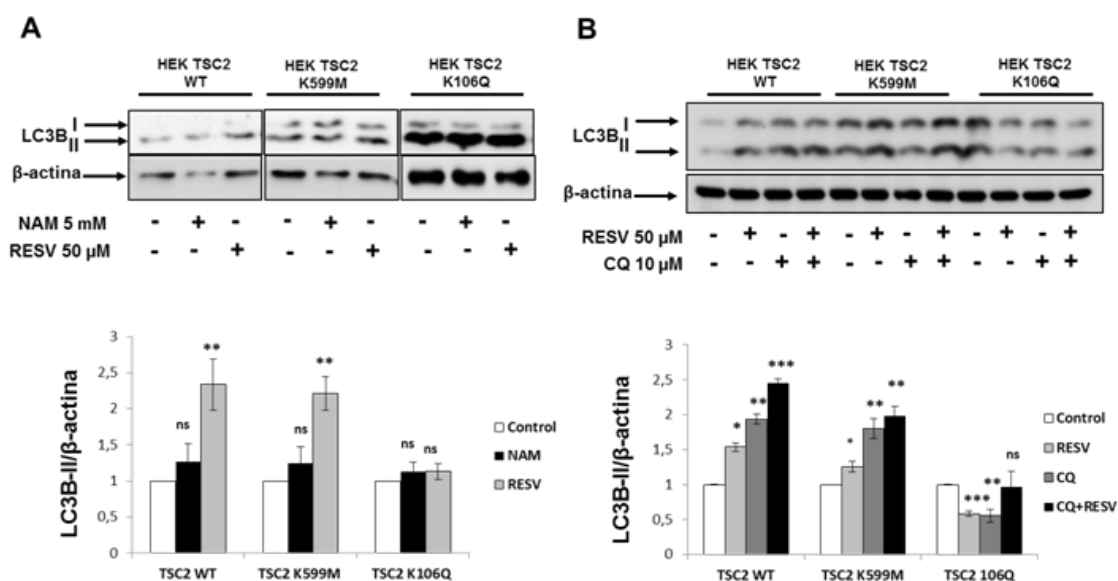 A
HEK TSC2
WT
HEK TSC2
K599M
HEK TSC2
K106Q
LC3B
I
II
β-actina
NAM 5 mM - + - - + - - + -
RESV 50 µM - - + - - + - - +
LC3B-II/β-actina
3
2,5
2
1,5
1
0,5
0
ns
**
ns
**
ns
ns
Control
NAM
RESV
TSC2 WT
TSC2 K599M
TSC2 K106Q
B
HEK TSC2
WT
HEK TSC2
K599M
HEK TSC2
K106Q
LC3B
I
II
β-actina
RESV 50 µM - + - + - + - + - + - +
CQ 10 µM - - + + - - + + - - + +
LC3B-II/β-actina
3
2,5
2
1,5
1
0,5
0
*
**
***
*
**
**
***
**
ns
Control
RESV
CQ
CQ+RESV
TSC2 WT
TSC2 K599M
TSC2 106Q